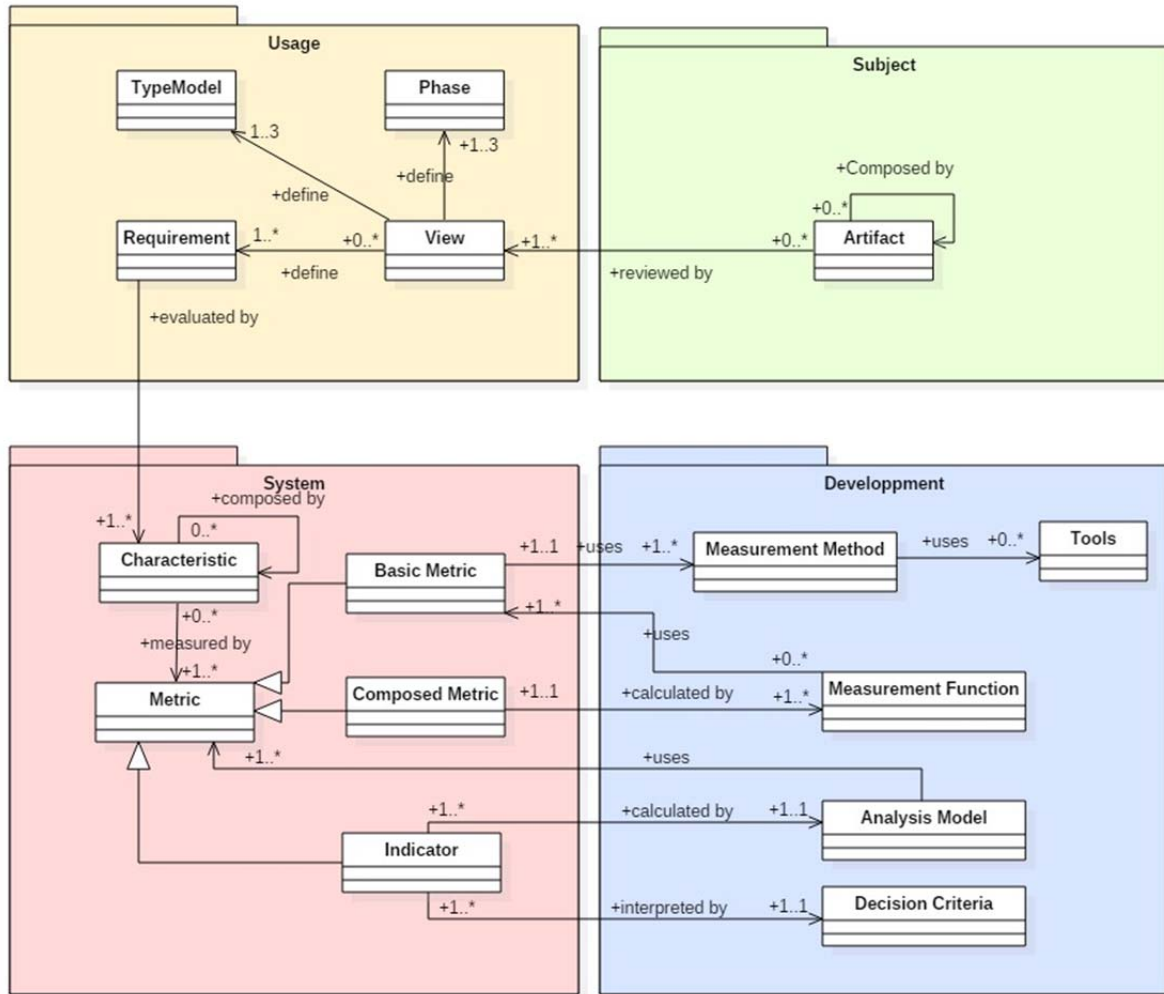 Usage
Subject
TypeModel
Phase
1..3
+1..3
+define
+define
+Composed by
+0..*
Requirement
1..*
+0..*
View
+1..*
+0..*
Artifact
+define
+reviewed by
+evaluated by
System
Developpment
+composed by
+1..*
0..*
Characteristic
Basic Metric
+1..1
+uses
+1..*
Measurement Method
+uses
+0..*
Tools
+0..*
+measured by
+1..*
+1..*
+uses
+0..*
Metric
Composed Metric
+1..1
+calculated by
+1..*
Measurement Function
+1..*
+uses
+1..*
+calculated by
+1..1
Analysis Model
Indicator
+1..*
+interpreted by
+1..1
Decision Criteria